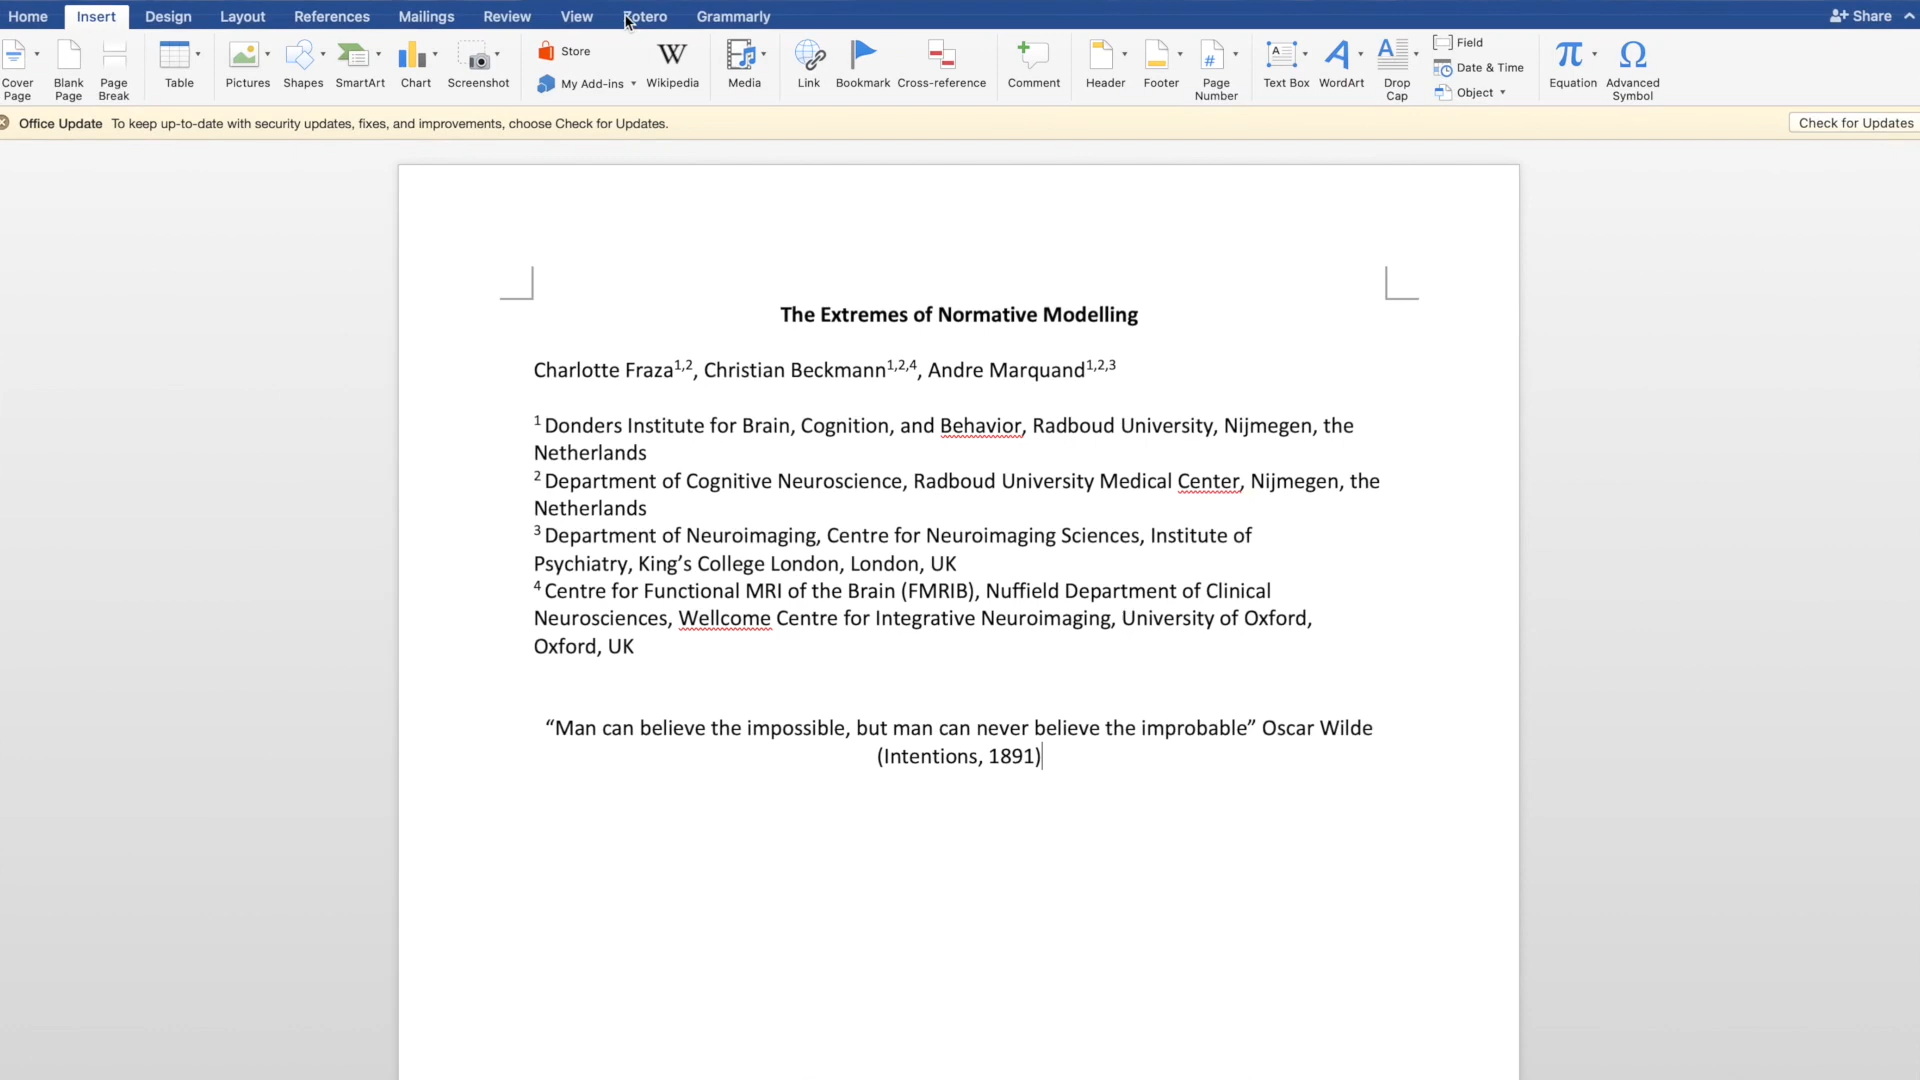 Home Insert Design Layout References Mailings Review View Zotero Grammarly Share
Cover Page
Blank Page
Page Break
Table
Pictures
Shapes
SmartArt
Chart
Screenshot
Store
My Add-ins
W
Wikipedia
Media
Link
Bookmark
Cross-reference
Comment
Header
Footer
#
Page Number
A
Text Box
A
WordArt
A
Drop Cap
Field
Date & Time
Object
π
Equation
Ω
Advanced Symbol
Office Update To keep up-to-date with security updates, fixes, and improvements, choose Check for Updates. Check for Updates
The Extremes of Normative Modelling
Charlotte Fraza1,2, Christian Beckmann1,2,4, Andre Marquand1,2,3
1 Donders Institute for Brain, Cognition, and Behavior, Radboud University, Nijmegen, the
Netherlands
2 Department of Cognitive Neuroscience, Radboud University Medical Center, Nijmegen, the
Netherlands
3 Department of Neuroimaging, Centre for Neuroimaging Sciences, Institute of
Psychiatry, King’s College London, London, UK
4 Centre for Functional MRI of the Brain (FMRIB), Nuffield Department of Clinical
Neurosciences, Wellcome Centre for Integrative Neuroimaging, University of Oxford,
Oxford, UK
“Man can believe the impossible, but man can never believe the improbable” Oscar Wilde
(Intentions, 1891)